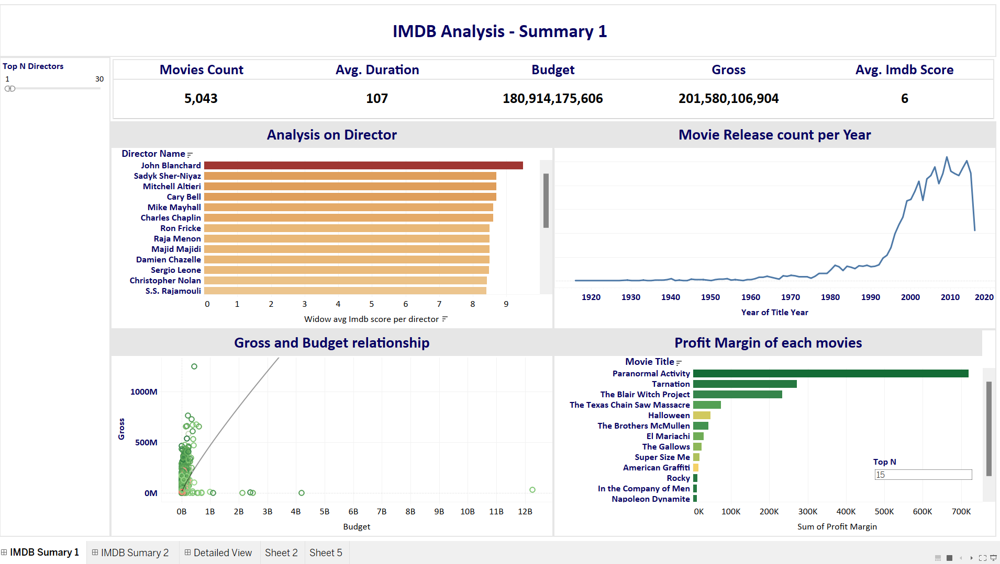 IMDB Analysis - Summary 1
Top N Directors
1 30
Movies Count Avg. Duration Budget Gross Avg. Imdb Score
5,043 107 180,914,175,606 201,580,106,904 6
Analysis on Director
Director Name
John Blanchard
Sadyk Sher-Niyaz
Mitchell Altieri
Cary Bell
Mike Mayhall
Charles Chaplin
Ron Fricke
Raja Menon
Majid Majidi
Damien Chazelle
Sergio Leone
Christopher Nolan
S.S. Rajamouli
0 1 2 3 4 5 6 7 8 9
Widow avg Imdb score per director
Movie Release count per Year
1920 1930 1940 1950 1960 1970 1980 1990 2000 2010 2020
Year of Title Year
Gross and Budget relationship
Gross
1000M
500M
0M
0B 1B 2B 3B 4B 5B 6B 7B 8B 9B 10B 11B 12B
Budget
Profit Margin of each movies
Movie Title
Paranormal Activity
Tarnation
The Blair Witch Project
The Texas Chain Saw Massacre
Halloween
The Brothers McMullen
El Mariachi
The Gallows
Super Size Me
American Graffiti
Rocky
In the Company of Men
Napoleon Dynamite
Top N
15
0K 100K 200K 300K 400K 500K 600K 700K
Sum of Profit Margin
IMDB Sumary 1 IMDB Sumary 2 Detailed View Sheet 2 Sheet 5